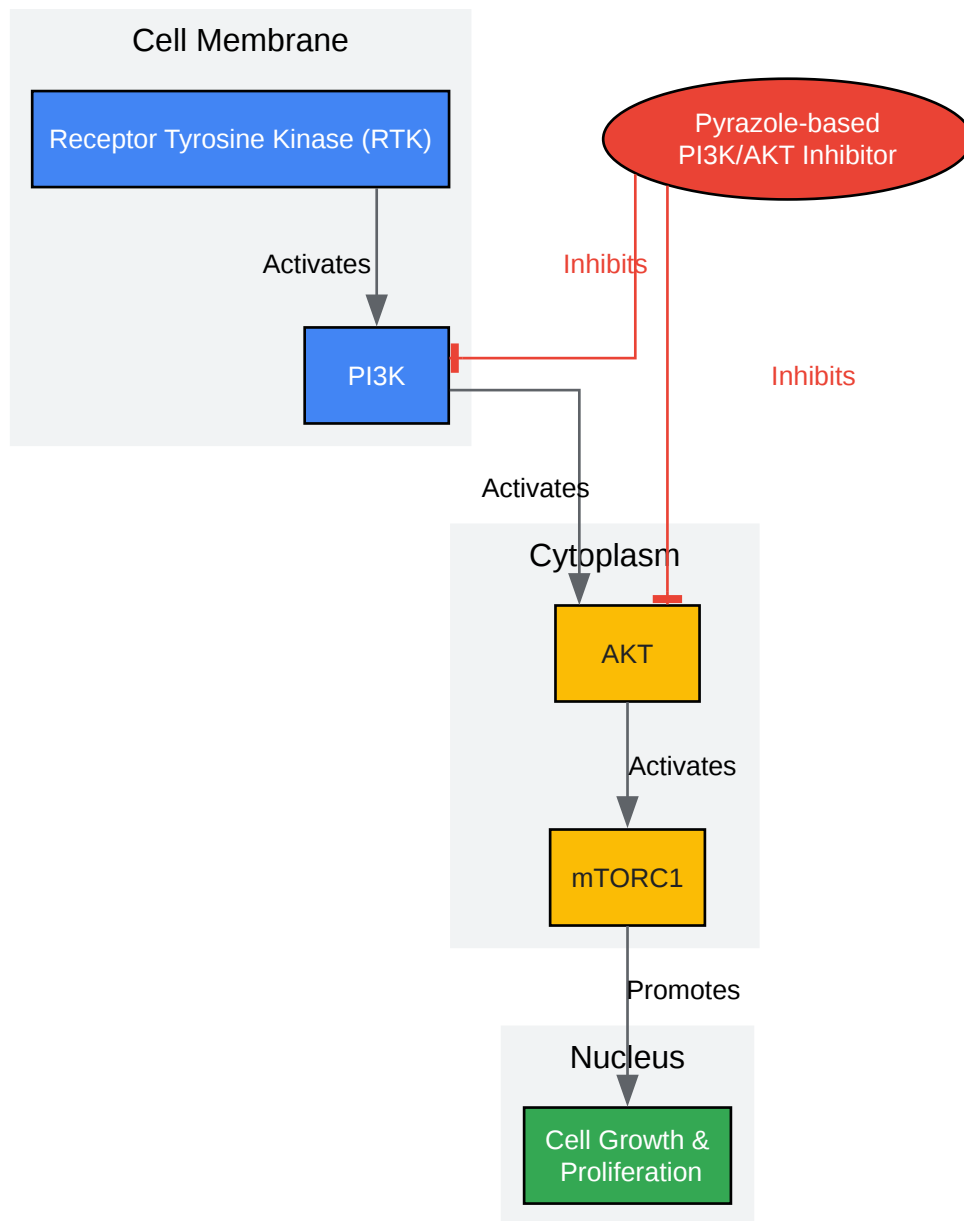 Cell Membrane
Receptor Tyrosine Kinase (RTK)
Pyrazole-based
PI3K/AKT Inhibitor
Activates
Inhibits
PI3K
Inhibits
Activates
Cytoplasm
AKT
Activates
mTORC1
Promotes
Nucleus
Cell Growth &
Proliferation